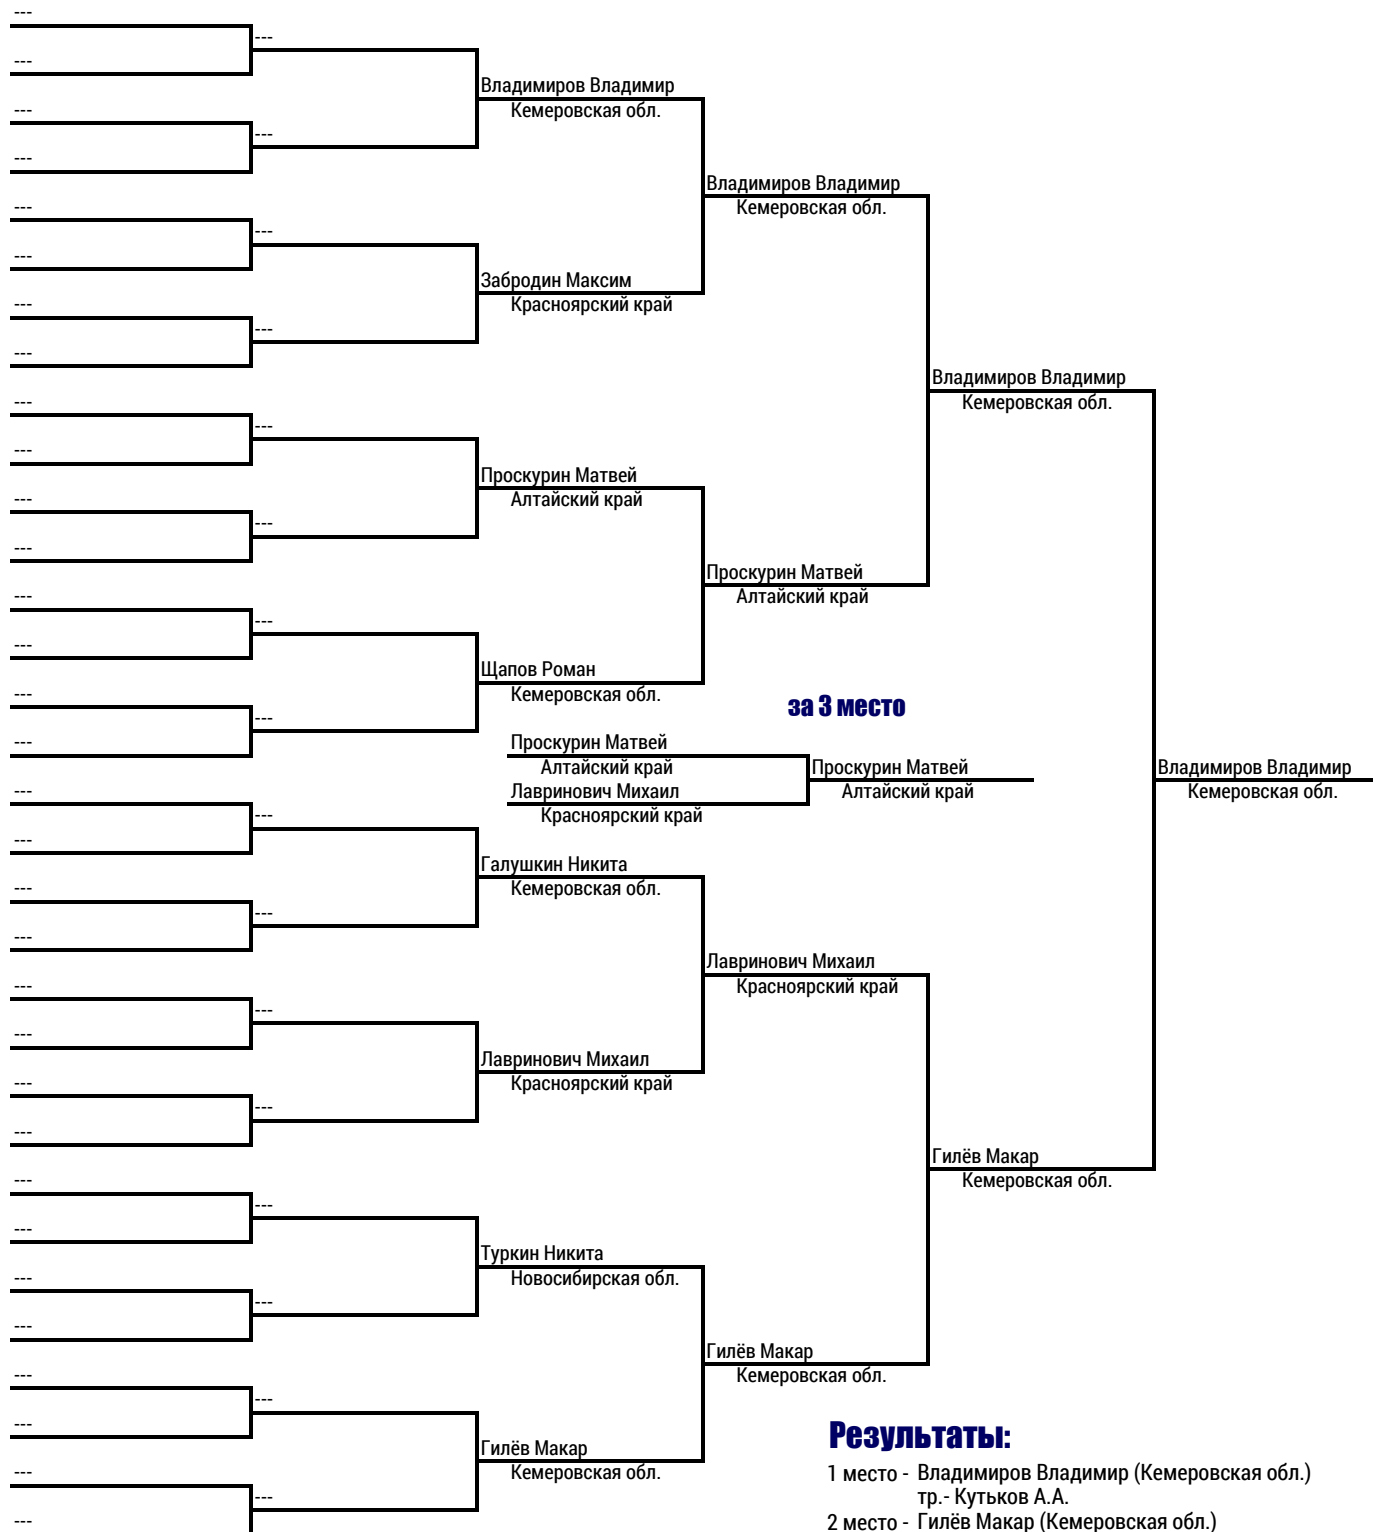 ---
---
---
---
---
---
Владимиров Владимир
Кемеровская обл.
---
---
---
---
---
---
Забродин Максим
Красноярский край
Владимиров Владимир
Кемеровская обл.
---
---
---
---
---
---
Проскурин Матвей
Алтайский край
---
---
---
---
---
---
Щапов Роман
Кемеровская обл.
Проскурин Матвей
Алтайский край
Владимиров Владимир
Кемеровская обл.
за 3 место
Проскурин Матвей
Алтайский край
Лавринович Михаил
Красноярский край
Проскурин Матвей
Алтайский край
Владимиров Владимир
Кемеровская обл.
---
---
---
---
---
---
Галушкин Никита
Кемеровская обл.
---
---
---
---
---
---
Лавринович Михаил
Красноярский край
Лавринович Михаил
Красноярский край
---
---
---
---
---
---
Туркин Никита
Новосибирская обл.
---
---
---
---
---
---
Гилёв Макар
Кемеровская обл.
Гилёв Макар
Кемеровская обл.
Гилёв Макар
Кемеровская обл.
Результаты:
1 место - Владимиров Владимир (Кемеровская обл.)
тр.- Кутьков А.А.
2 место - Гилёв Макар (Кемеровская обл.)